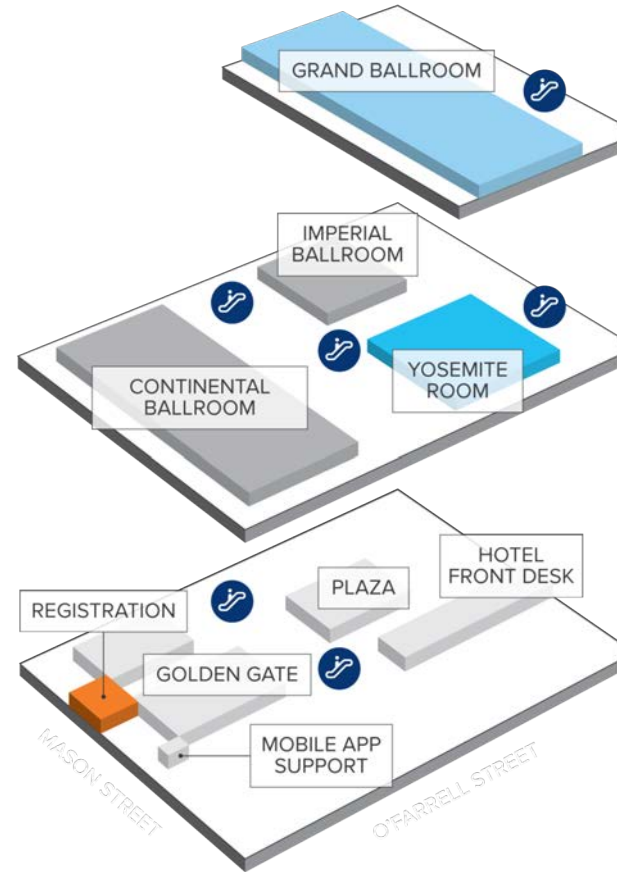 GRAND BALLROOM
IMPERIAL
BALLROOM
YOSEMITE
ROOM
CONTINENTAL
BALLROOM
HOTEL
FRONT DESK
PLAZA
REGISTRATION
GOLDEN GATE
MOBILE APP
SUPPORT
MASON STREET
O'FARRELL STREET